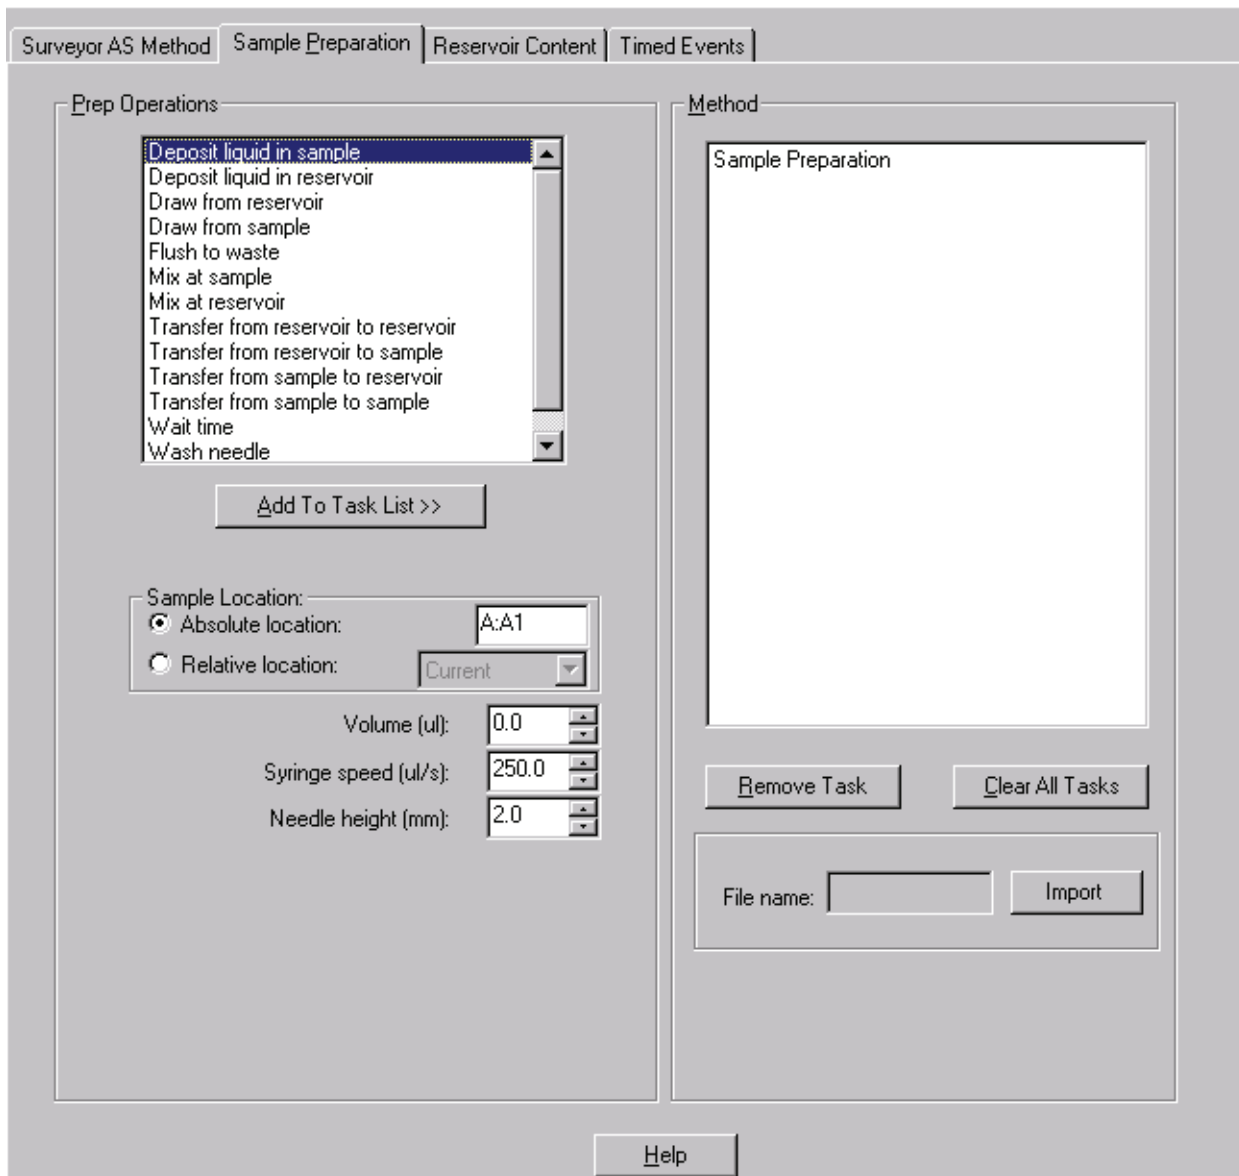 Surveyor AS Method
Sample Preparation
Reservoir Content
Timed Events
Prep Operations
Deposit liquid in sample
Deposit liquid in reservoir
Draw from reservoir
Draw from sample
Flush to waste
Mix at sample
Mix at reservoir
Transfer from reservoir to reservoir
Transfer from reservoir to sample
Transfer from sample to reservoir
Transfer from sample to sample
Wait time
Wash needle
Add To Task List >>
Sample Location:
Absolute location: A:A1
Relative location: Current
Volume (ul): 0.0
Syringe speed (ul/s): 250.0
Needle height (mm): 2.0
Method
Sample Preparation
Remove Task
Clear All Tasks
File name:
Import
Help